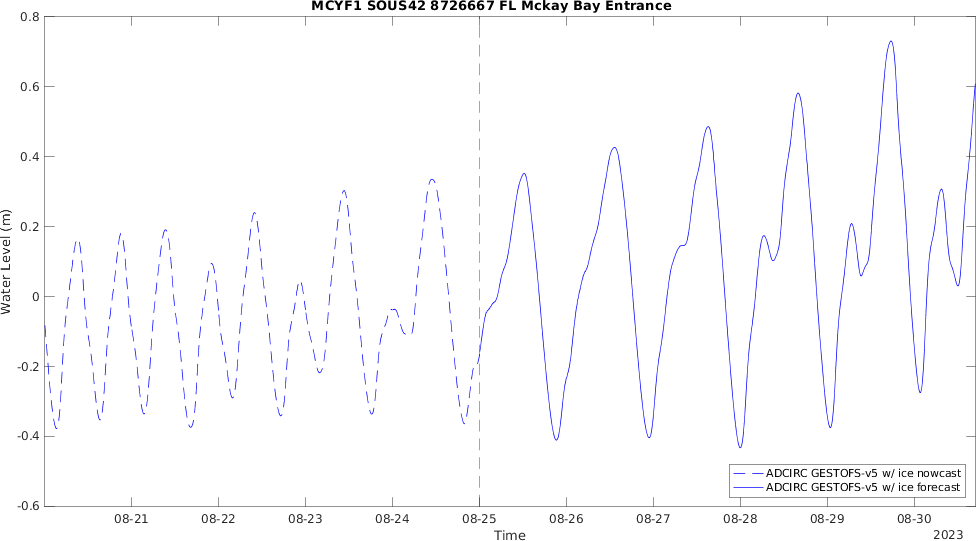 MCYF1 SOUS42 8726667 FL Mckay Bay Entrance
Water Level (m)
0.8
0.6
0.4
0.2
0
-0.2
-0.4
-0.6
ADCIRC GESTOFS-v5 w/ ice nowcast
ADCIRC GESTOFS-v5 w/ ice forecast
08-21 08-22 08-23 08-24 08-25 08-26 08-27 08-28 08-29 08-30
Time
2023